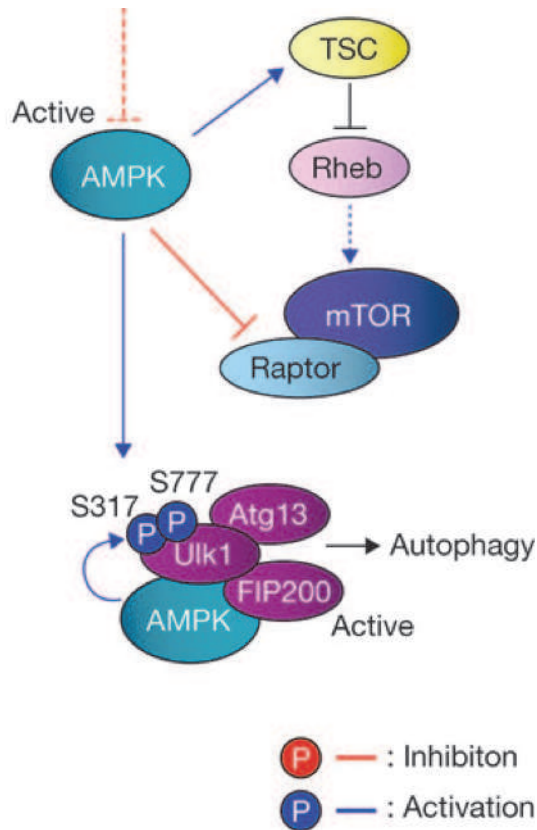 TSC
Active
AMPK
Rheb
mTOR
Raptor
S777
S317
P
P
Atg13
Ulk1
FIP200
AMPK
Active
Autophagy
P : Inhibiton
P : Activation